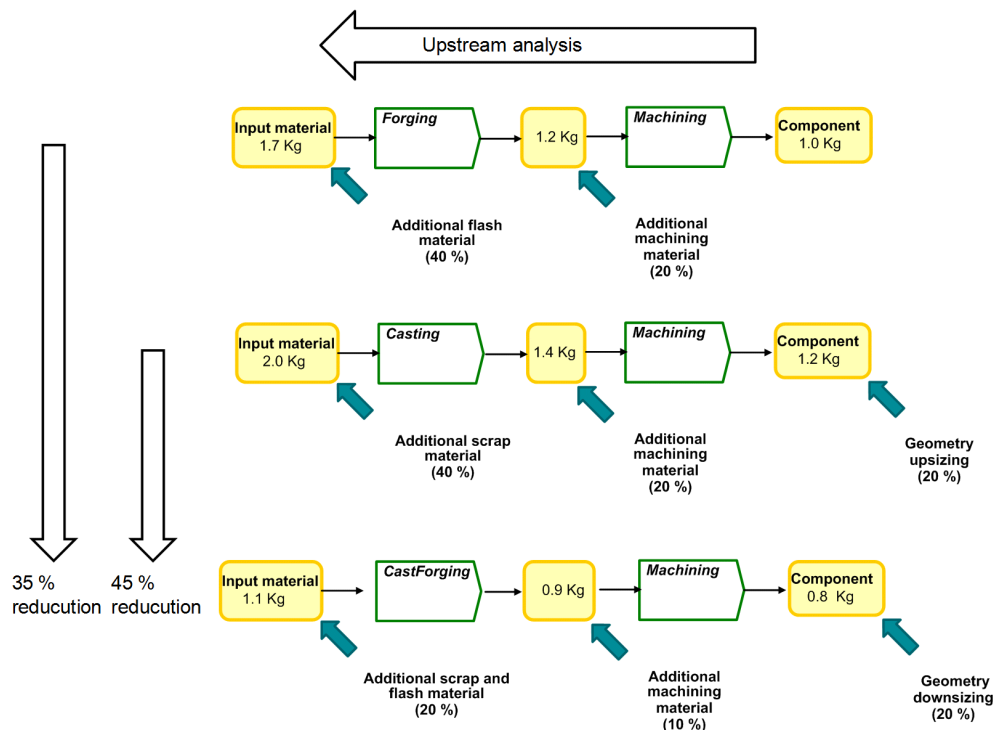 Upstream analysis
Input material
1.7 Kg
Forging
1.2 Kg
Machining
Component
1.0 Kg
Additional flash
material
(40 %)
Additional
machining
material
(20 %)
Input material
2.0 Kg
Casting
1.4 Kg
Machining
Component
1.2 Kg
Additional scrap
material
(40 %)
Additional
machining
material
(20 %)
Geometry
upsizing
(20 %)
35 %
reducution
45 %
reducution
Input material
1.1 Kg
CastForging
0.9 Kg
Machining
Component
0.8 Kg
Additional scrap and
flash material
(20 %)
Additional
machining
material
(10 %)
Geometry
downsizing
(20 %)